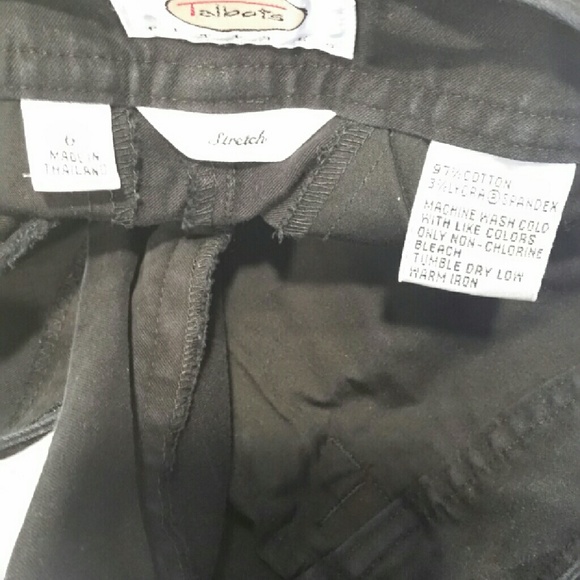 Talbots
Stretch
6
MADE IN
THAILAND
97% COTTON
3% LYCRA ® SPANDEX
MACHINE WASH COLD
WITH LIKE COLORS
ONLY NON-CHLORINE
BLEACH
TUMBLE DRY LOW
WARM IRON